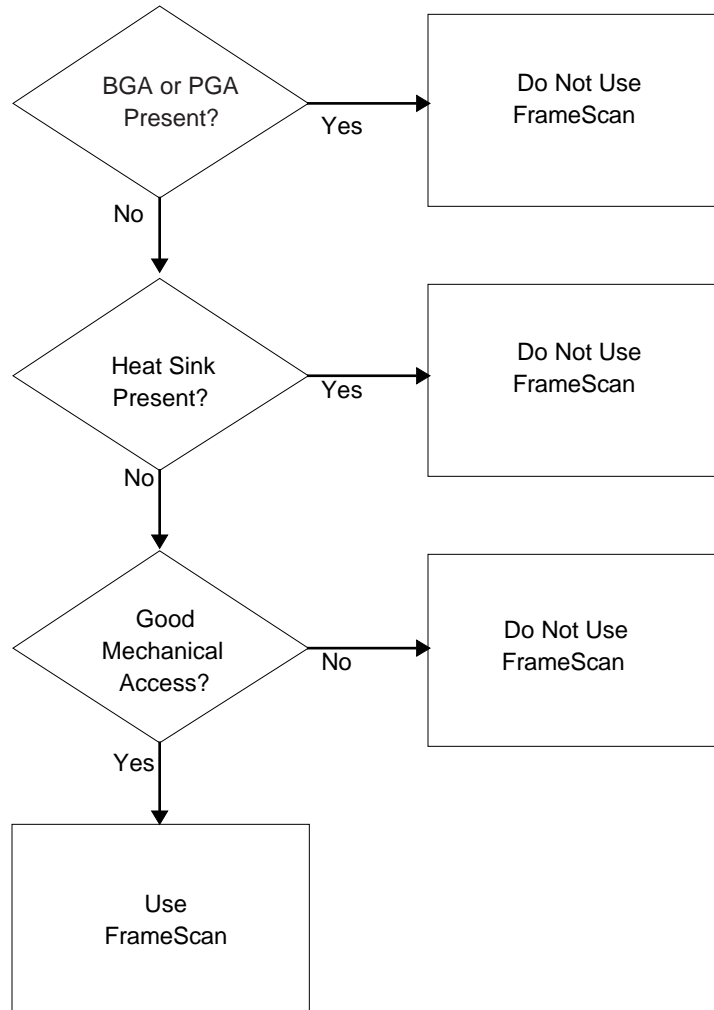 BGA or PGA
Present?
Yes
Do Not Use
FrameScan
No
Heat Sink
Present?
Yes
Do Not Use
FrameScan
No
Good
Mechanical
Access?
No
Do Not Use
FrameScan
Yes
Use
FrameScan